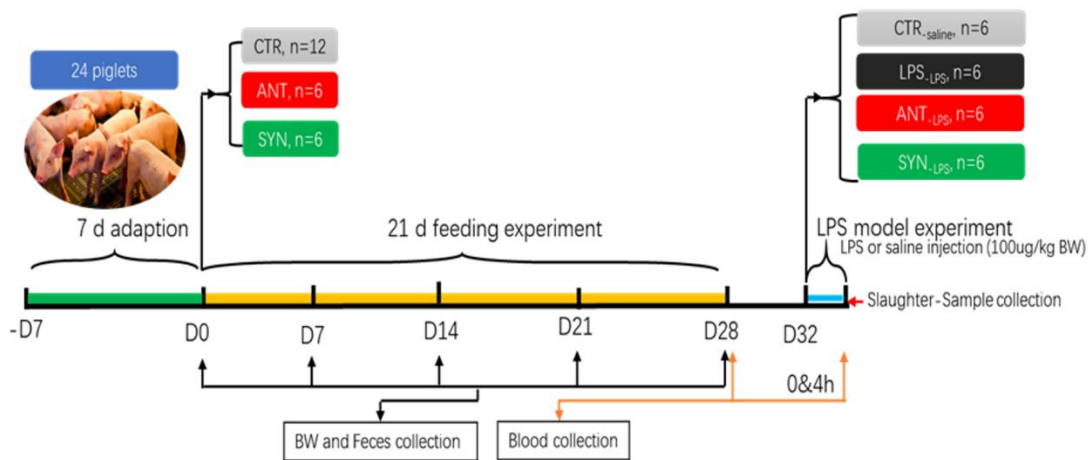 24 piglets
CTR, n=12
ANT, n=6
SYN, n=6
CTR-saline, n=6
LPS-LPS, n=6
ANT-LPS, n=6
SYN-LPS, n=6
7 d adaption
21 d feeding experiment
LPS model experiment
LPS or saline injection (100ug/kg BW)
Slaughter-Sample collection
-D7
D0
D7
D14
D21
D28
D32
0&4h
BW and Feces collection
Blood collection